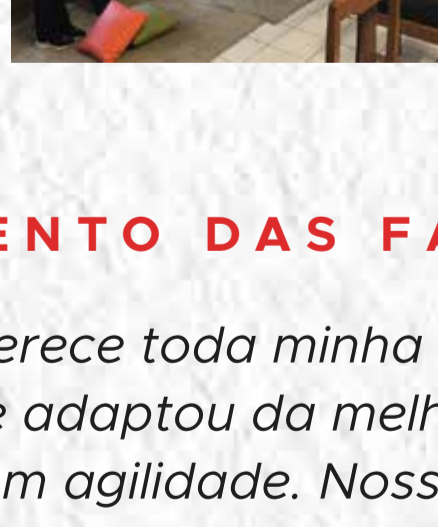 ENTO DAS FA
erece toda minha
e adaptou da melh
m agilidade. Noss